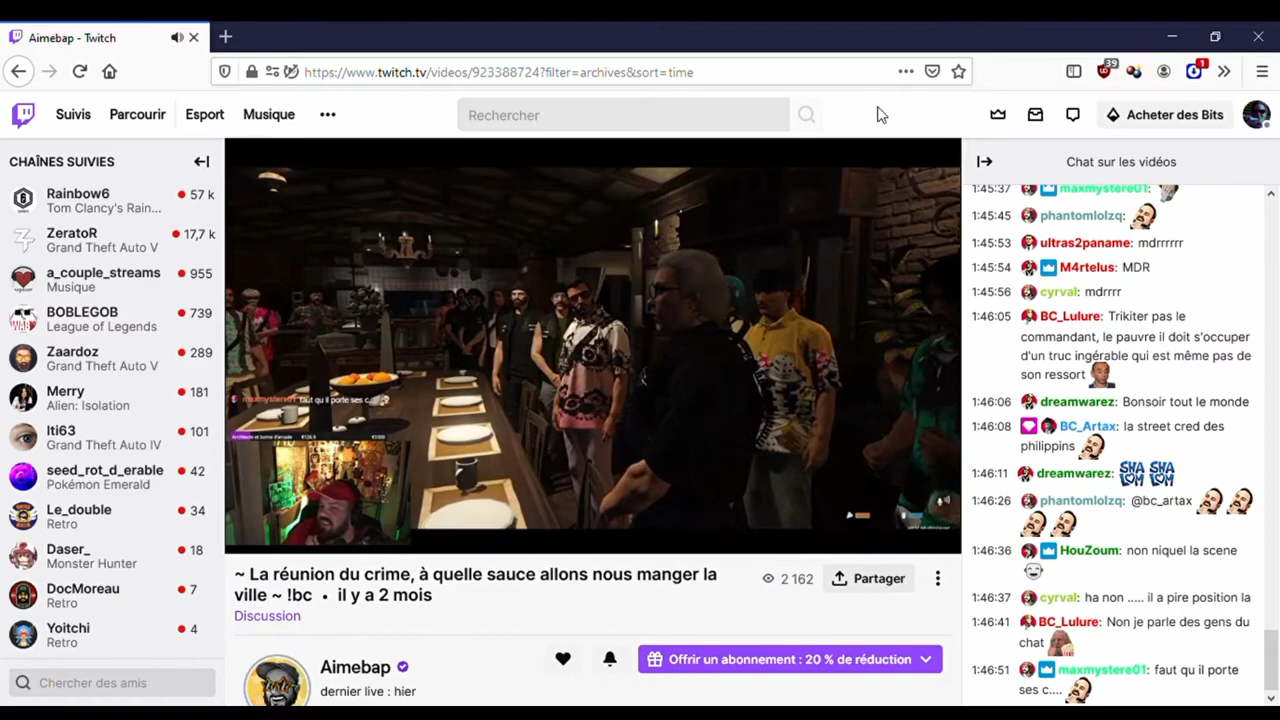 Aimebap - Twitch
https://www.twitch.tv/videos/923388724?filter=archives&sort=time
39
1
Suivis
Parcourir
Esport
Musique
Rechercher
Acheter des Bits
CHAÎNES SUIVIES
Rainbow6
57 k
Tom Clancy's Rain...
ZeratoR
17,7 k
Grand Theft Auto V
a_couple_streams
955
Musique
BOBLEGOB
739
League of Legends
Zaardoz
289
Grand Theft Auto V
Merry
181
Alien: Isolation
Iti63
101
Grand Theft Auto IV
seed_rot_d_erable
42
Pokémon Emerald
Le_double
34
Retro
Daser_
18
Monster Hunter
DocMoreau
7
Retro
Yoitchi
4
Retro
Chercher des amis
maxmystere01: faut qu il porte ses c....
~ La réunion du crime, à quelle sauce allons nous manger la
ville ~ !bc • il y a 2 mois
Discussion
2 162
Partager
Aimebap
dernier live : hier
Offrir un abonnement : 20 % de réduction
Chat sur les vidéos
1:45:37 maxmystere01:
1:45:45 phantomlolzq:
1:45:53 ultras2paname: mdrrrrrr
1:45:54 M4rtelus: MDR
1:45:56 cyrval: mdrrrr
1:46:05 BC_Lulure: Trikiter pas le
commandant, le pauvre il doit s'occuper
d'un truc ingérable qui est même pas de
son ressort
1:46:06 dreamwarez: Bonsoir tout le monde
1:46:08 BC_Artax: la street cred des
philippins
1:46:11 dreamwarez: SHALOM SHALOM
1:46:26 phantomlolzq: @bc_artax
1:46:36 HouZoum: non niquel la scene
1:46:37 cyrval: ha non ..... il a pire position la
1:46:41 BC_Lulure: Non je parle des gens du
chat
1:46:51 maxmystere01: faut qu il porte
ses c....